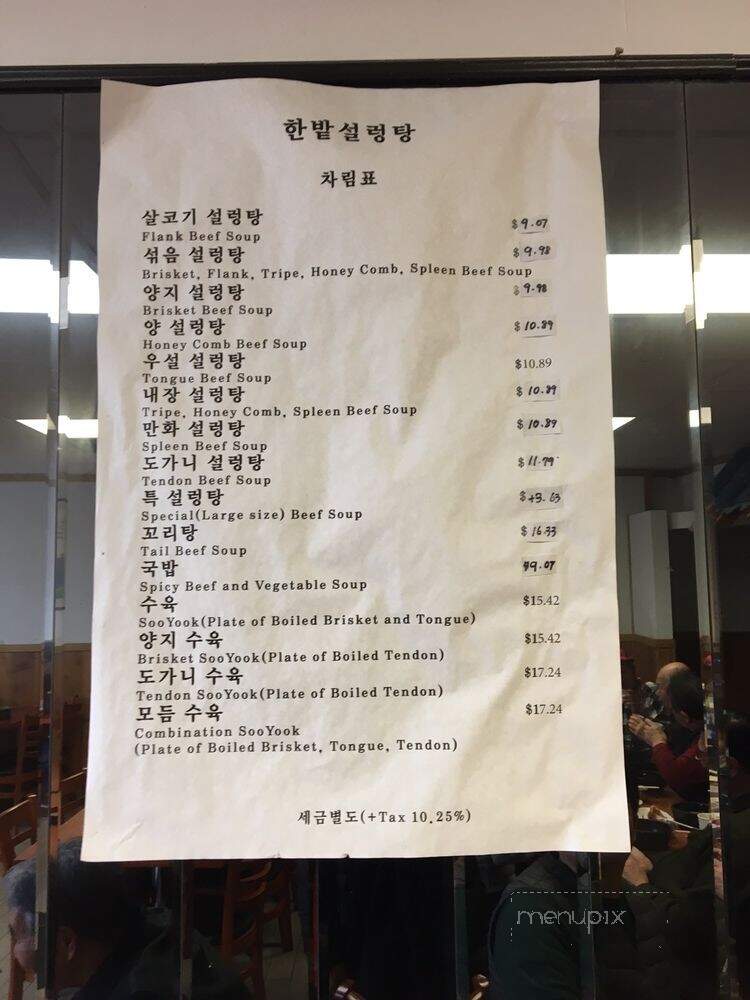 한밭설렁탕
차림표
살코기 설렁탕 $9.07
Flank Beef Soup
섞음 설렁탕 $9.98
Brisket, Flank, Tripe, Honey Comb, Spleen Beef Soup
양지 설렁탕 $9.98
Brisket Beef Soup
양 설렁탕 $10.89
Honey Comb Beef Soup
우설 설렁탕 $10.89
Tongue Beef Soup
내장 설렁탕 $10.89
Tripe, Honey Comb, Spleen Beef Soup
만화 설렁탕 $10.89
Spleen Beef Soup
도가니 설렁탕 $11.79
Tendon Beef Soup
특 설렁탕 $+3.63
Special(Large size) Beef Soup
꼬리탕 $16.33
Tail Beef Soup
국밥 $9.07
Spicy Beef and Vegetable Soup
수육 $15.42
SooYook(Plate of Boiled Brisket and Tongue)
양지 수육 $15.42
Brisket SooYook(Plate of Boiled Tendon)
도가니 수육 $17.24
Tendon SooYook(Plate of Boiled Tendon)
모듬 수육 $17.24
Combination SooYook
(Plate of Boiled Brisket, Tongue, Tendon)
세금별도(+Tax 10.25%)
menupix